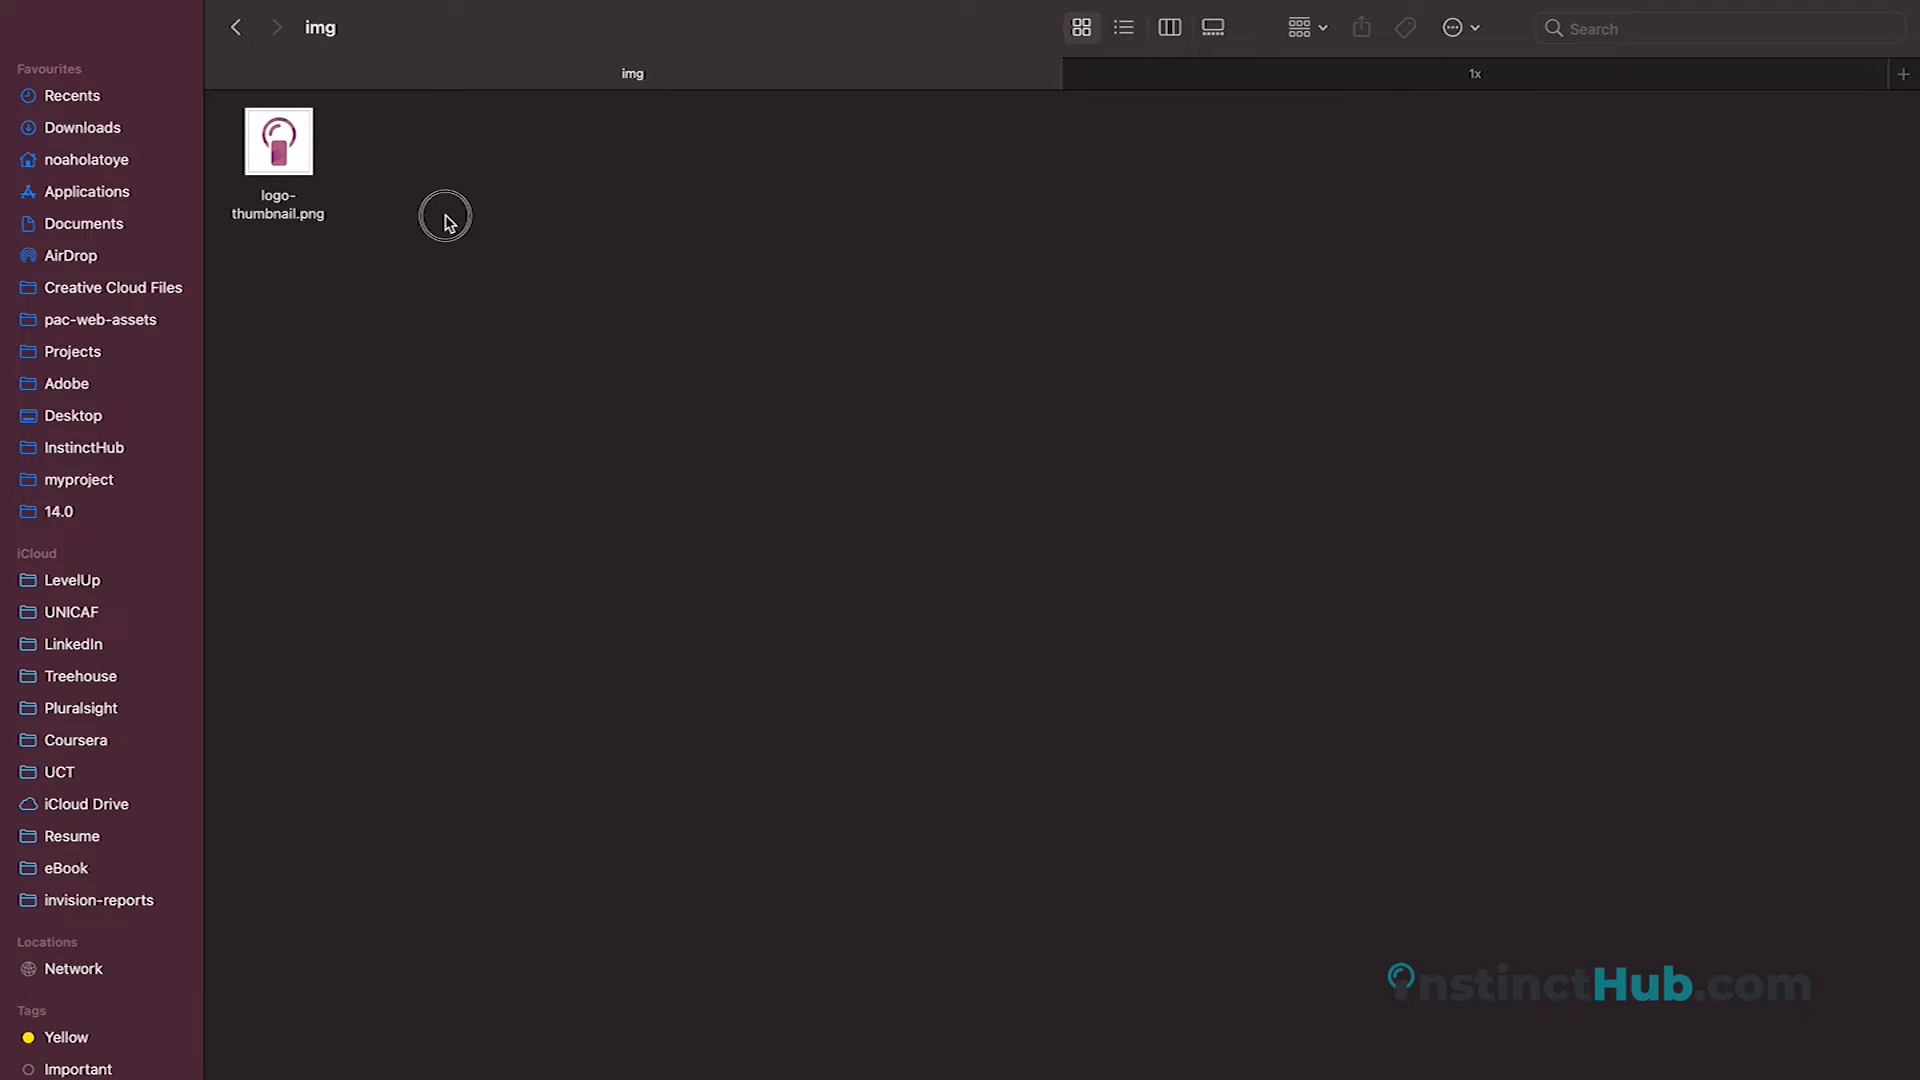 img
Search
img
1x
Favourites
Recents
Downloads
noaholatoye
Applications
Documents
AirDrop
Creative Cloud Files
pac-web-assets
Projects
Adobe
Desktop
InstinctHub
myproject
14.0
iCloud
LevelUp
UNICAF
LinkedIn
Treehouse
Pluralsight
Coursera
UCT
iCloud Drive
Resume
eBook
invision-reports
Locations
Network
Tags
Yellow
Important
logo-
thumbnail.png
instinctHub.com